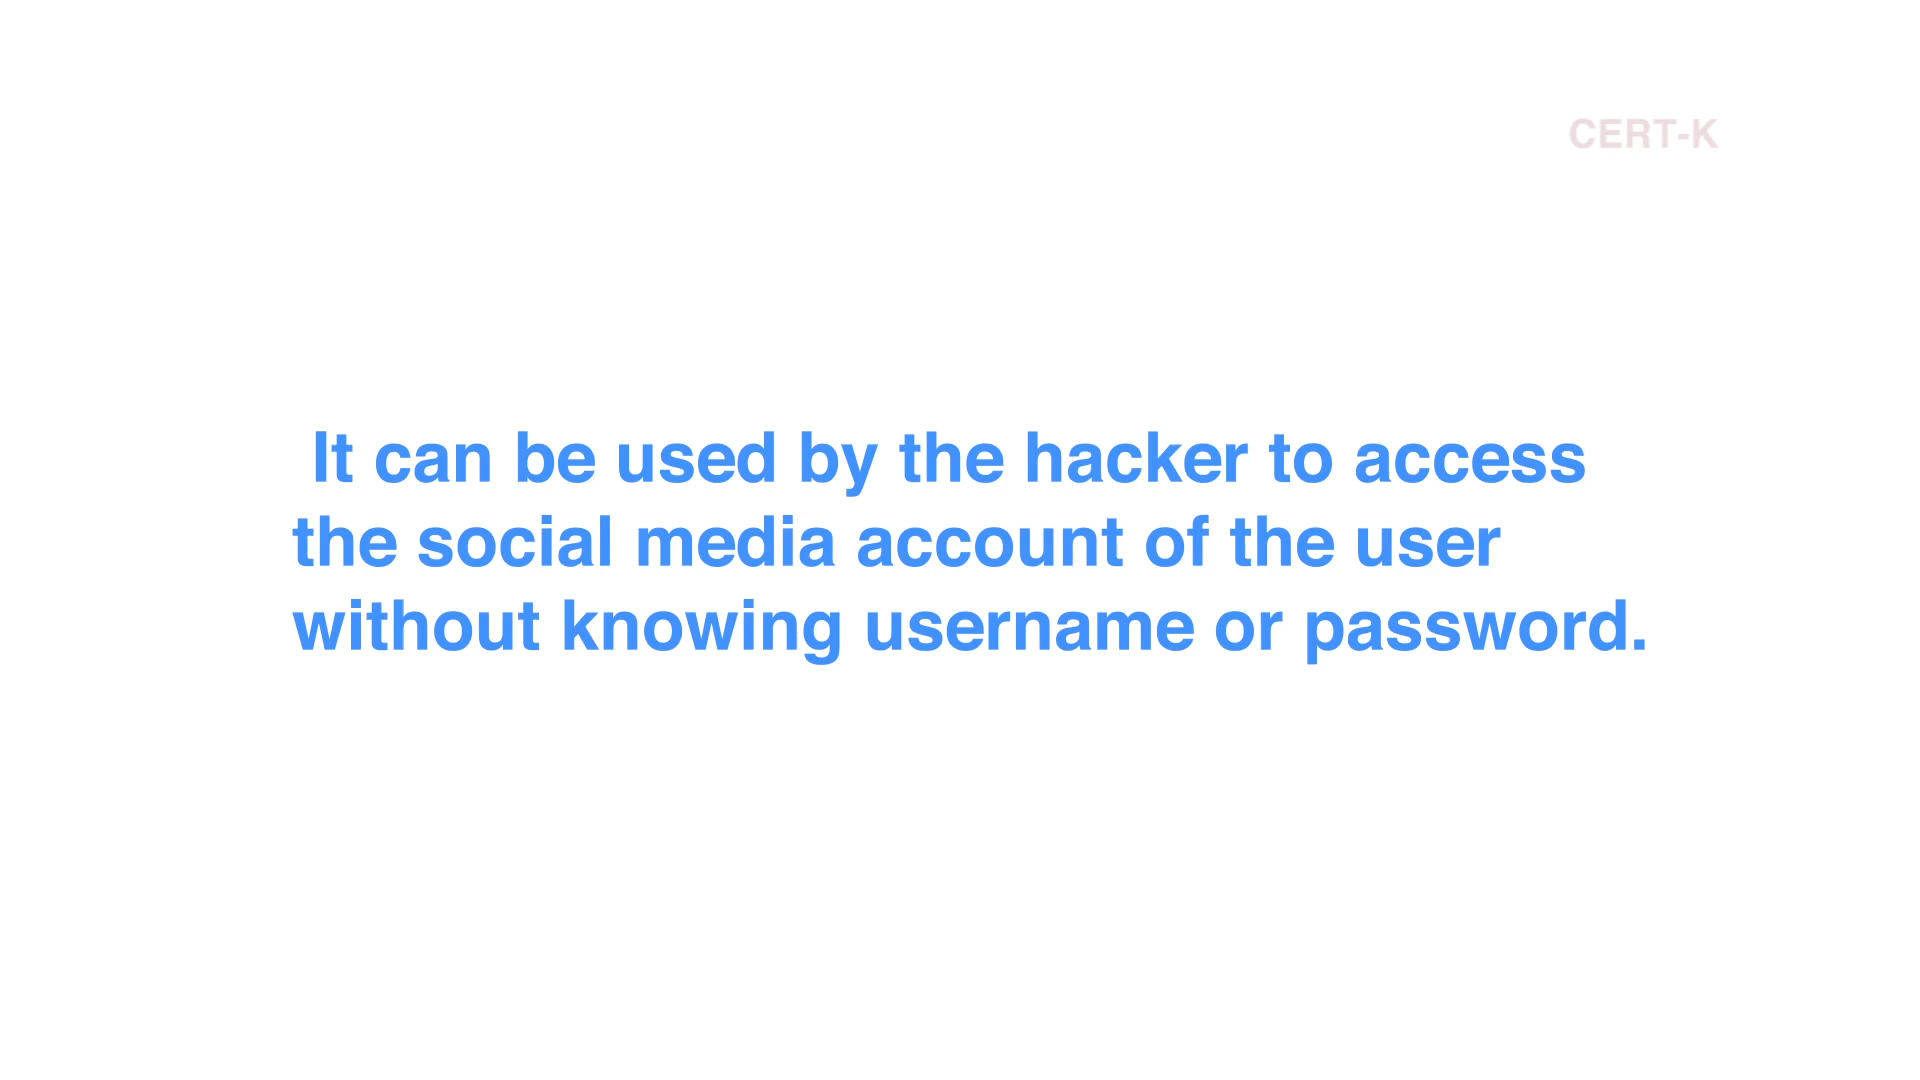 CERT-K
It can be used by the hacker to access
the social media account of the user
without knowing username or password.